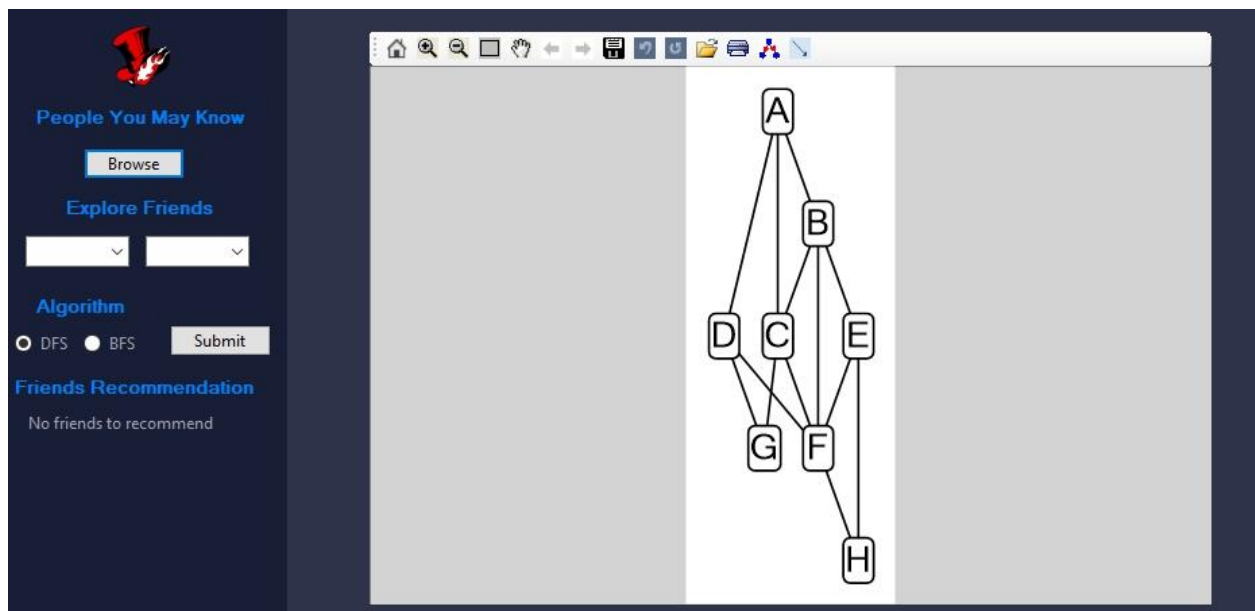 People You May Know
Browse
Explore Friends
Algorithm
DFS BFS Submit
Friends Recommendation
No friends to recommend
A
B
D C E
G F
H